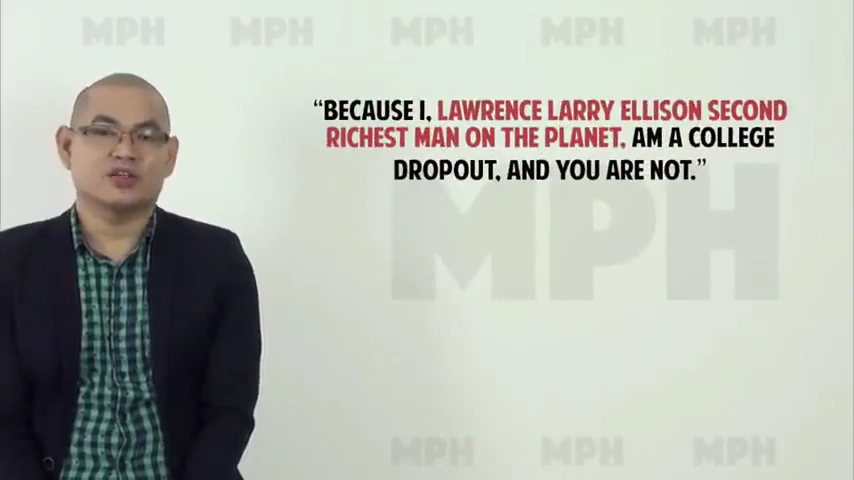 MPH MPH MPH MPH MPH
“BECAUSE I, LAWRENCE LARRY ELLISON SECOND
RICHEST MAN ON THE PLANET, AM A COLLEGE
DROPOUT, AND YOU ARE NOT.”
MPH
MPH MPH MPH